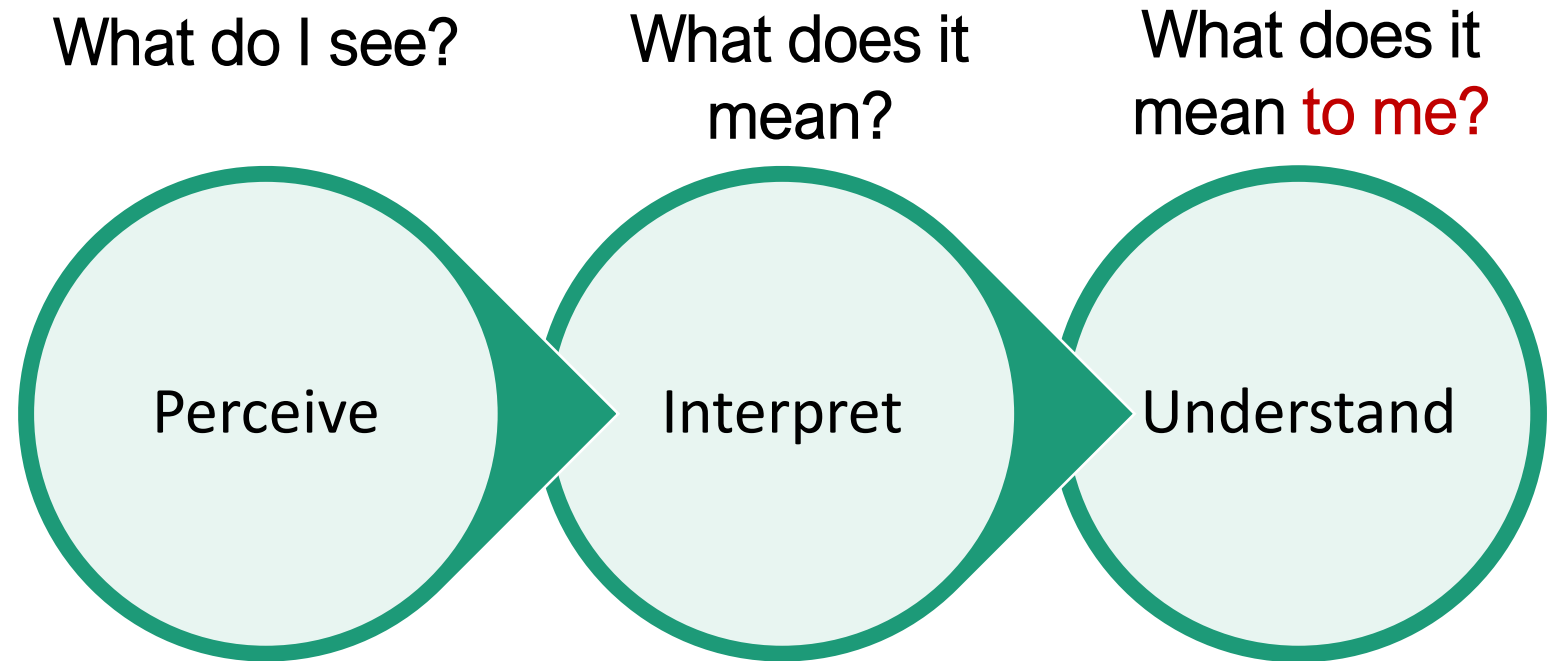 What do I see?
What does it
mean?
What does it
mean to me?
Perceive
Interpret
Understand